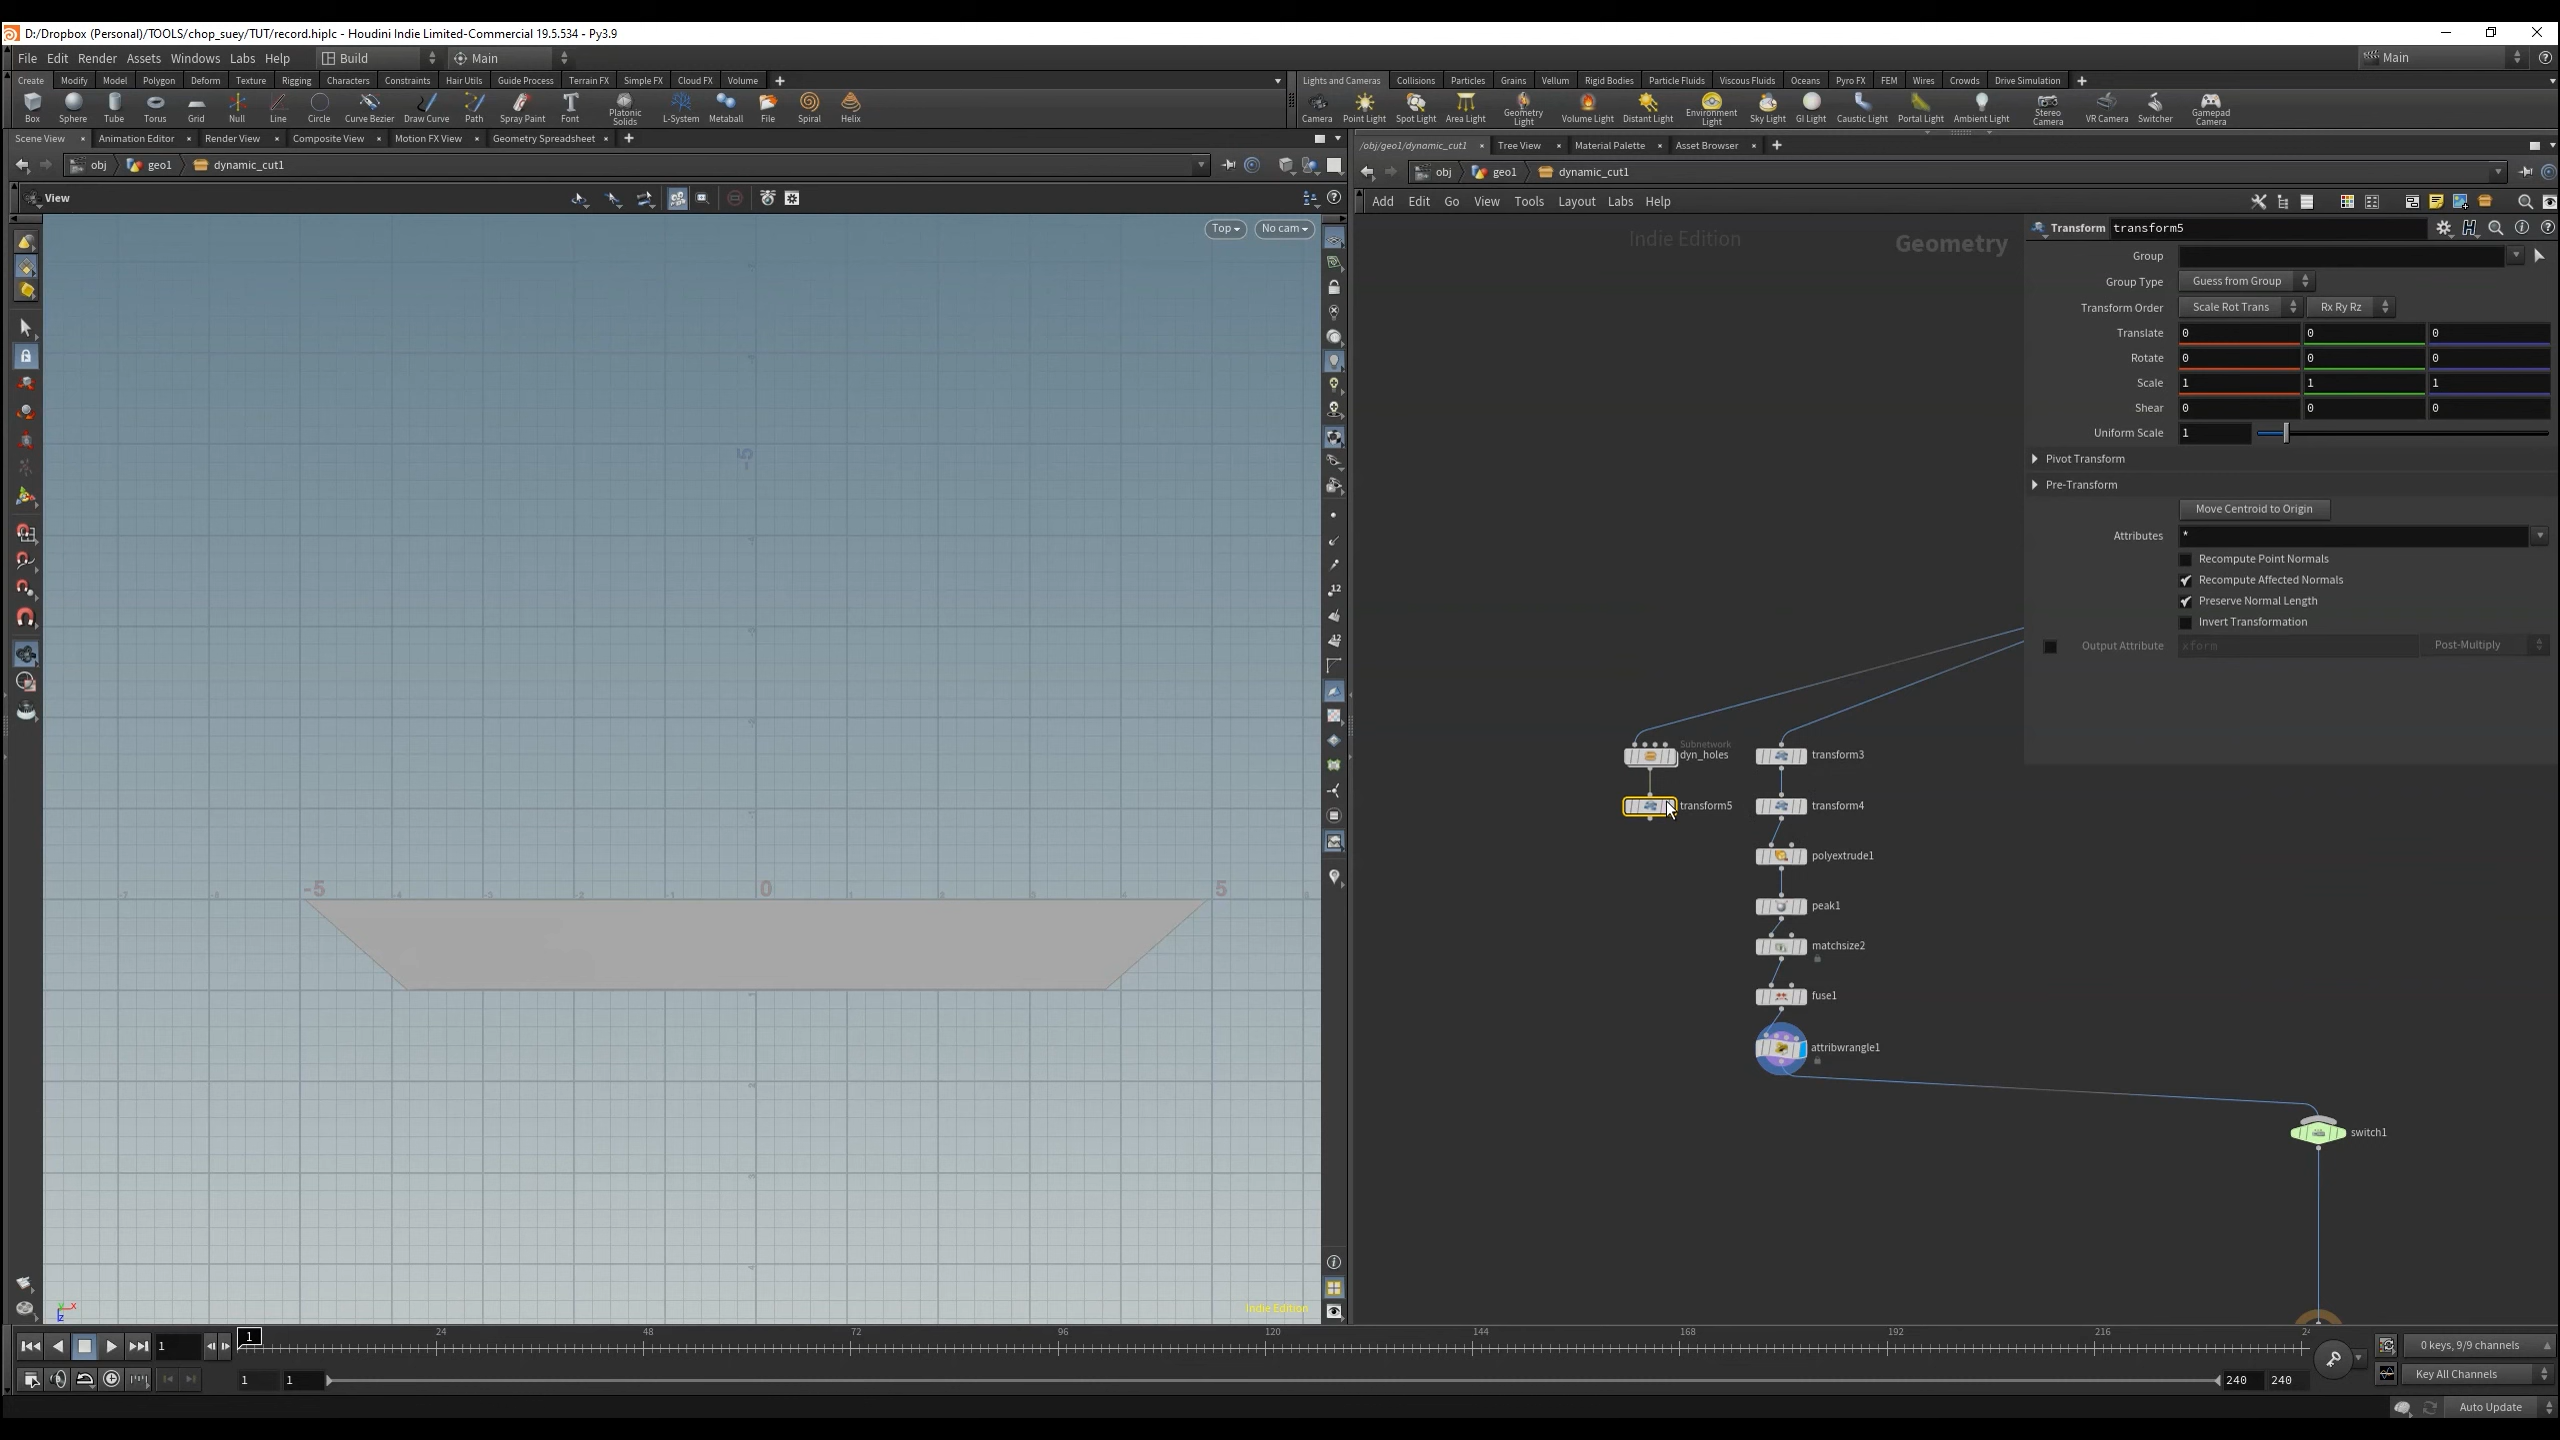 D:/Dropbox (Personal)/TOOLS/chop_suey/TUT/record.hiplc - Houdini Indie Limited-Commercial 19.5.534 - Py3.9
File Edit Render Assets Windows Labs Help Build Main Main
Create Modify Model Polygon Deform Texture Rigging Characters Constraints Hair Utils Guide Process Terrain FX Simple FX Cloud FX Volume
Lights and Cameras Collisions Particles Grains Vellum Rigid Bodies Particle Fluids Viscous Fluids Oceans Pyro FX FEM Wires Crowds Drive Simulation
Box Sphere Tube Torus Grid Null Line Circle Curve Bezier Draw Curve Path Spray Paint Font Platonic Solids L-System Metaball File Spiral Helix
Camera Point Light Spot Light Area Light Geometry Light Volume Light Distant Light Environment Light Sky Light GI Light Caustic Light Portal Light Ambient Light Stereo Camera VR Camera Switcher Gamepad Camera
Scene View Animation Editor Render View Composite View Motion FX View Geometry Spreadsheet
/obj/geo1/dynamic_cut1 Tree View Material Palette Asset Browser
obj geo1 dynamic_cut1
obj geo1 dynamic_cut1
View
Add Edit Go View Tools Layout Labs Help
Top No cam
Indie Edition Geometry
Transform transform5
Group
Group Type Guess from Group
Transform Order Scale Rot Trans Rx Ry Rz
Translate 0 0 0
Rotate 0 0 0
Scale 1 1 1
Shear 0 0 0
Uniform Scale 1
Pivot Transform
Pre-Transform
Move Centroid to Origin
Attributes *
Recompute Point Normals
Recompute Affected Normals
Preserve Normal Length
Invert Transformation
Output Attribute xform Post-Multiply
-5
-5 0 5
Subnetwork
dyn_holes transform3
transform5 transform4
polyextrude1
peak1
matchsize2
fuse1
attribwrangle1
switch1
Indie Edition
1 24 48 72 96 120 144 168 192 216
1
0 keys, 9/9 channels
1 1 240 240
Key All Channels
Auto Update